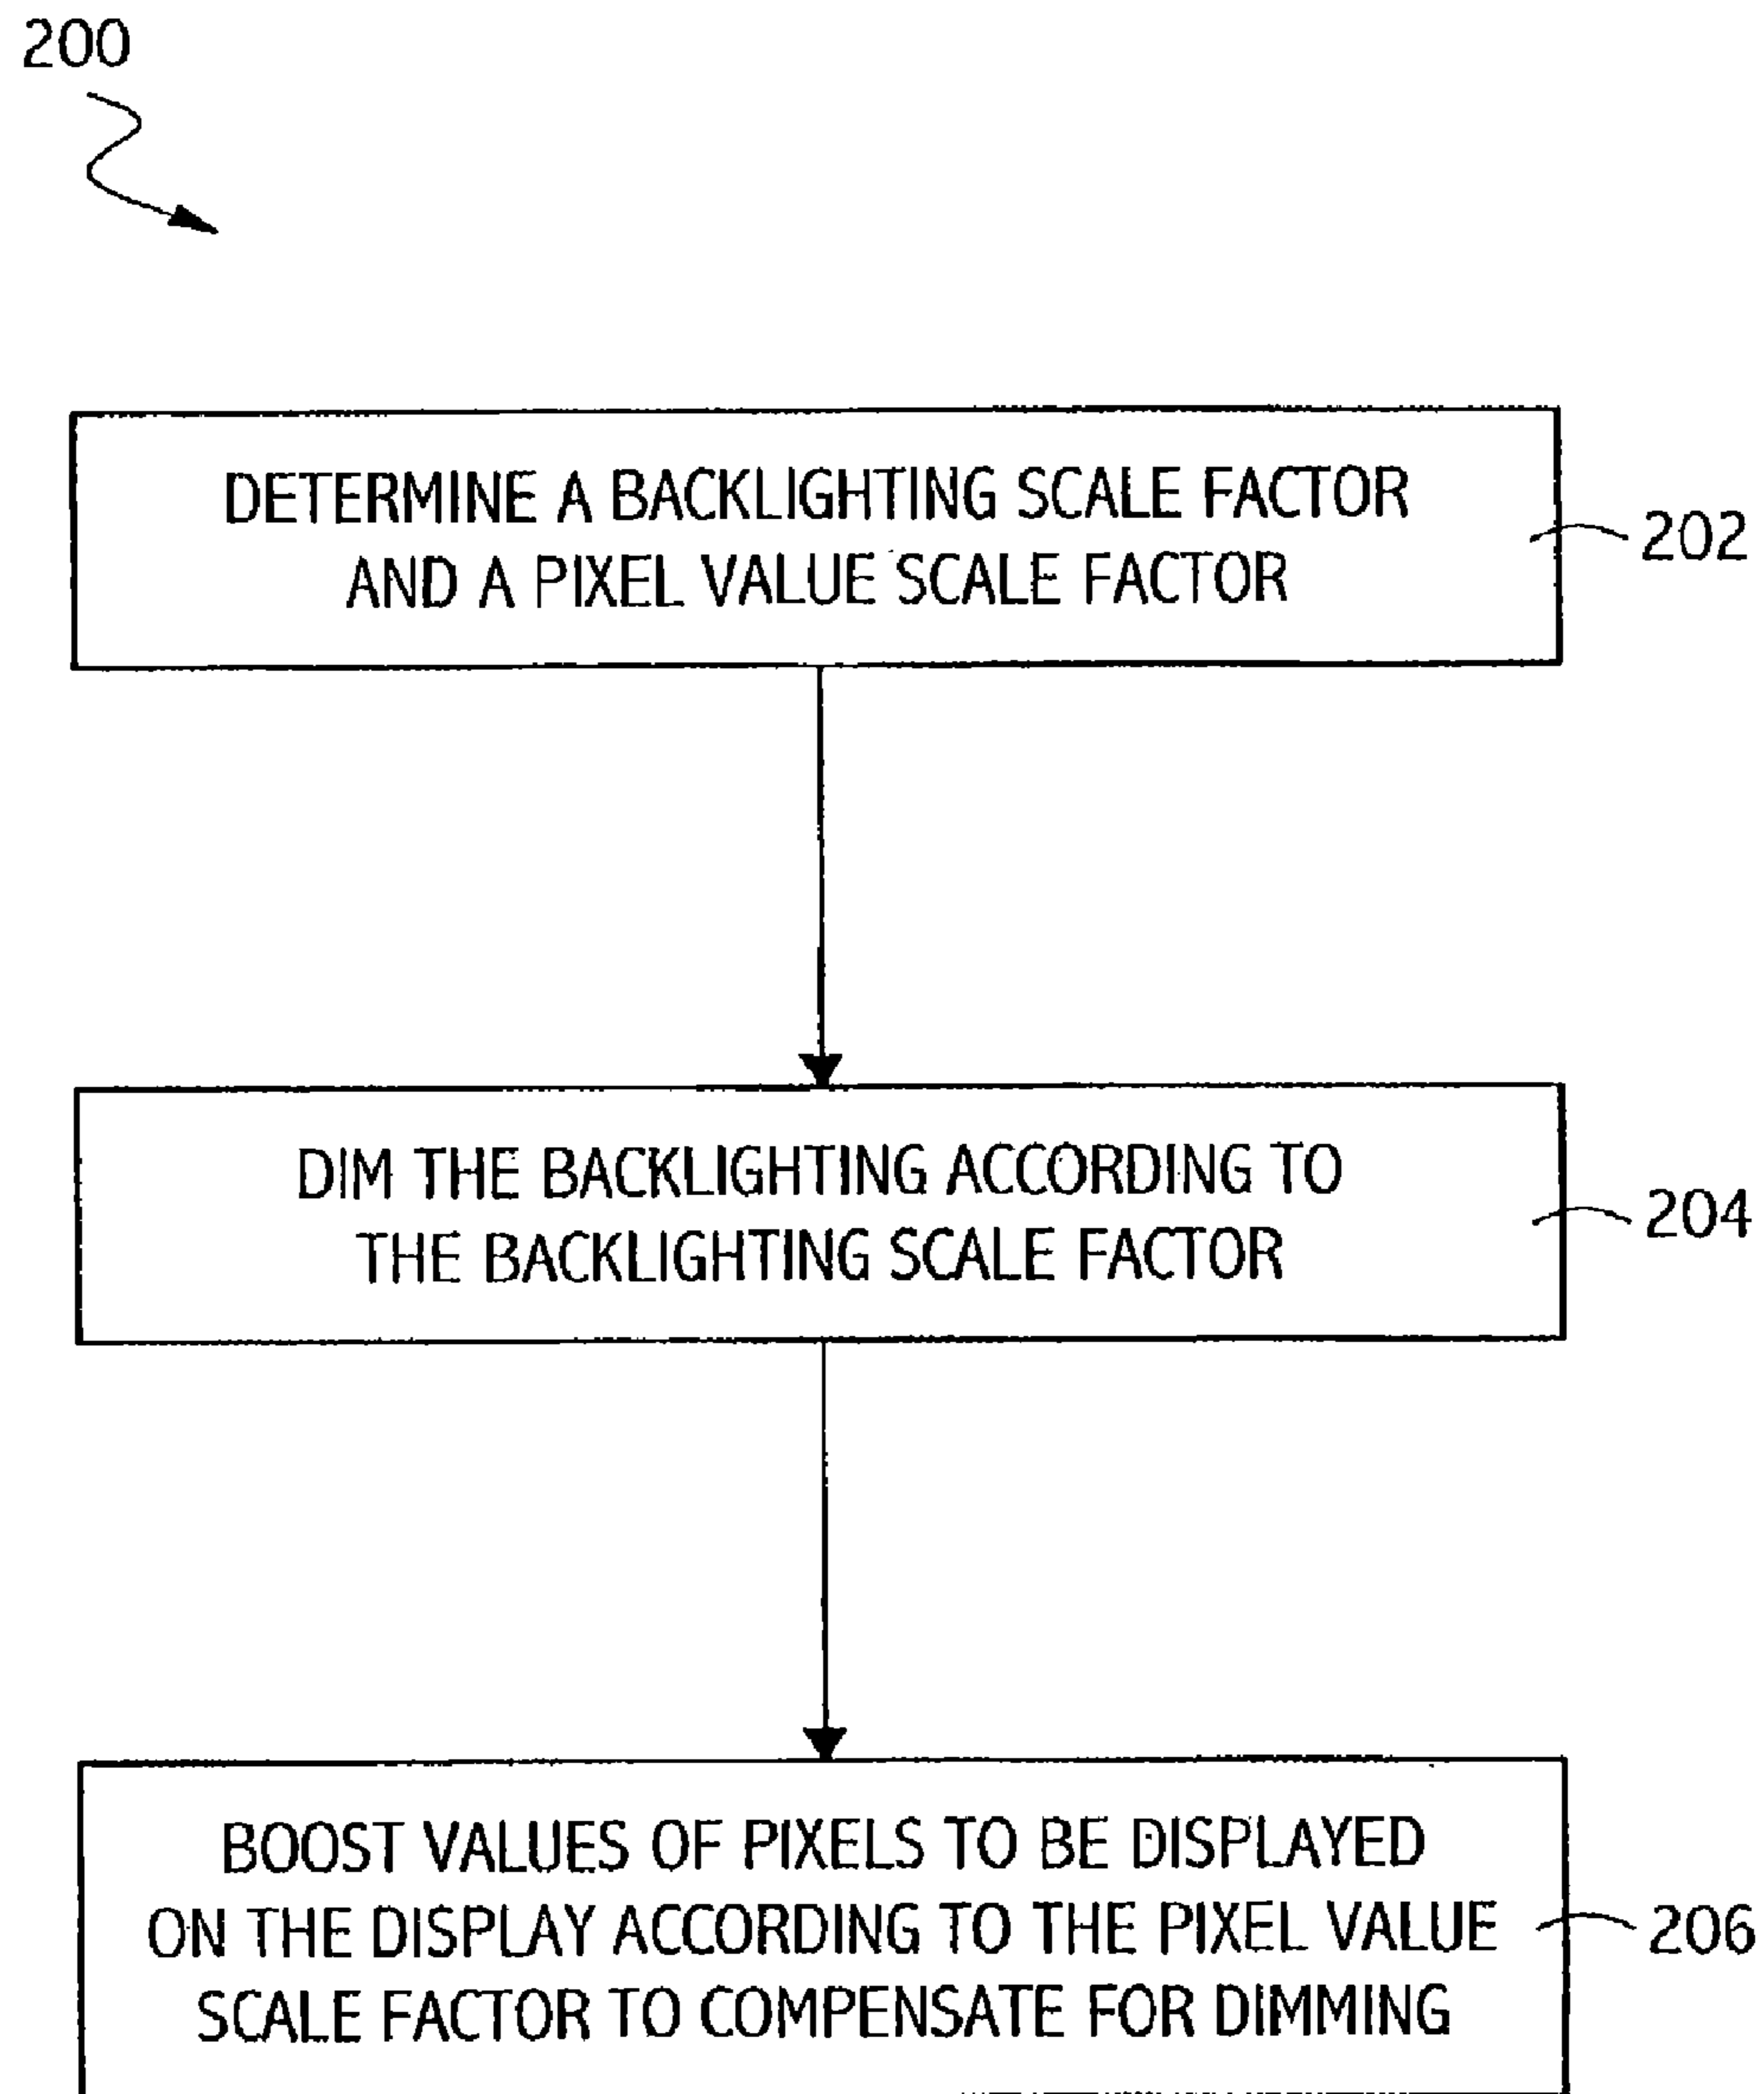 200
DETERMINE A BACKLIGHTING SCALE FACTOR
AND A PIXEL VALUE SCALE FACTOR
202
DIM THE BACKLIGHTING ACCORDING TO
THE BACKLIGHTING SCALE FACTOR
204
BOOST VALUES OF PIXELS TO BE DISPLAYED
ON THE DISPLAY ACCORDING TO THE PIXEL VALUE
SCALE FACTOR TO COMPENSATE FOR DIMMING
206